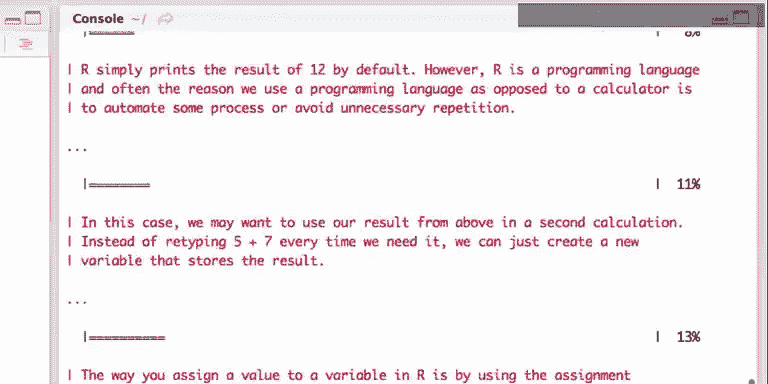 Console ~/
| 8%
| R simply prints the result of 12 by default. However, R is a programming language
| and often the reason we use a programming language as opposed to a calculator is
| to automate some process or avoid unnecessary repetition.
...
|======== | 11%
| In this case, we may want to use our result from above in a second calculation.
| Instead of retyping 5 + 7 every time we need it, we can just create a new
| variable that stores the result.
...
|========== | 13%
| The way you assign a value to a variable in R is by using the assignment